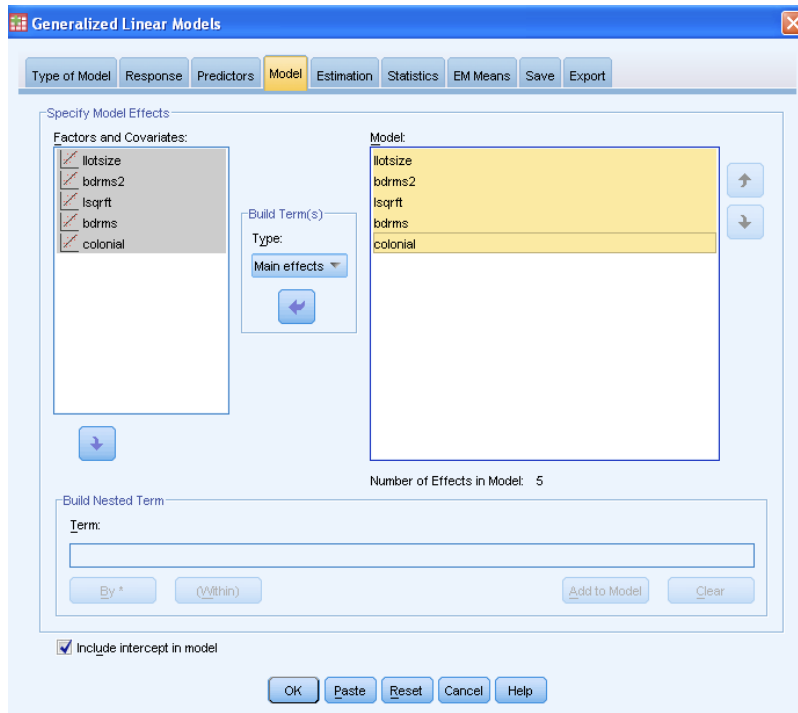 Generalized Linear Models
Type of Model Response Predictors Model Estimation Statistics EM Means Save Export
Specify Model Effects
Factors and Covariates:
llotsize
bdrms2
lsqrft
bdrms
colonial
Build Term(s)
Type:
Main effects
Model:
llotsize
bdrms2
lsqrft
bdrms
colonial
Number of Effects in Model: 5
Build Nested Term
Term:
By *
(Within)
Add to Model
Clear
Include intercept in model
OK Paste Reset Cancel Help